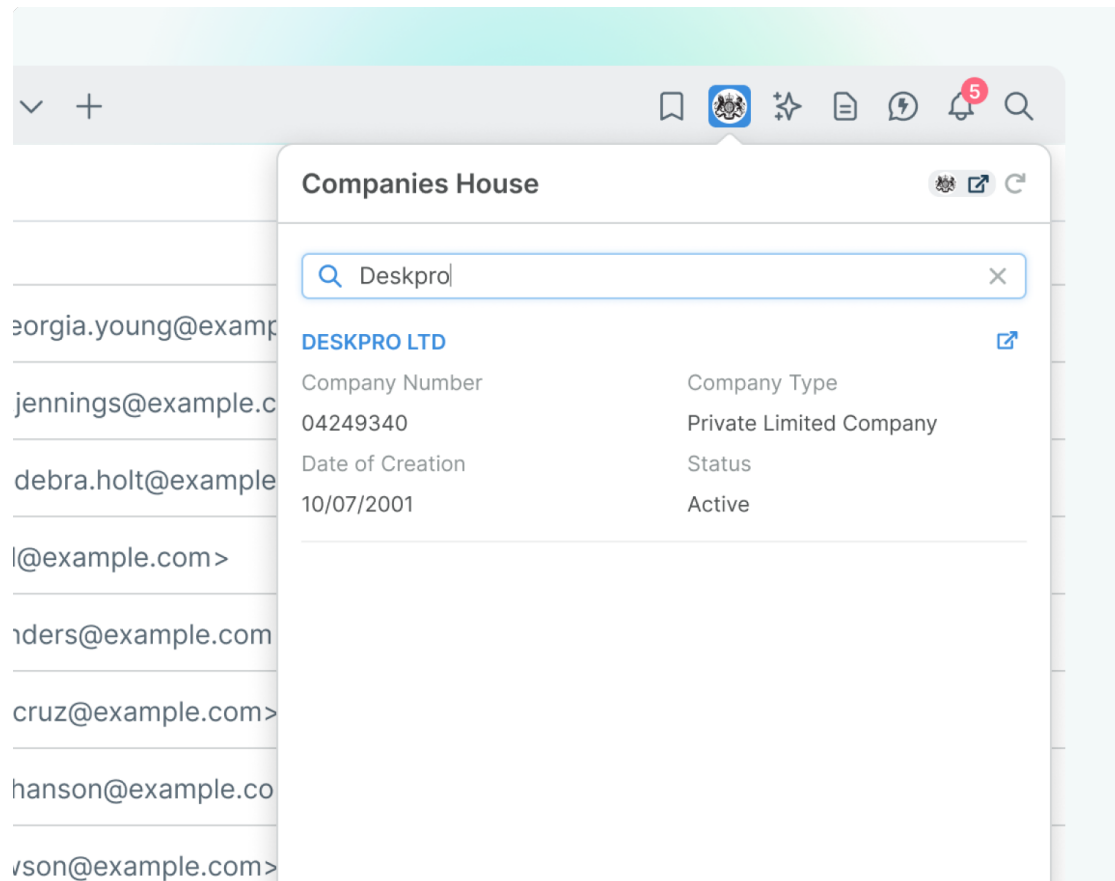 5
Companies House
Deskpro
DESKPRO LTD
Company Number
Company Type
04249340
Private Limited Company
Date of Creation
Status
10/07/2001
Active
eorgia.young@examp
jennings@example.c
debra.holt@example
@example.com>
nders@example.com
cruz@example.com>
hanson@example.co
wson@example.com>